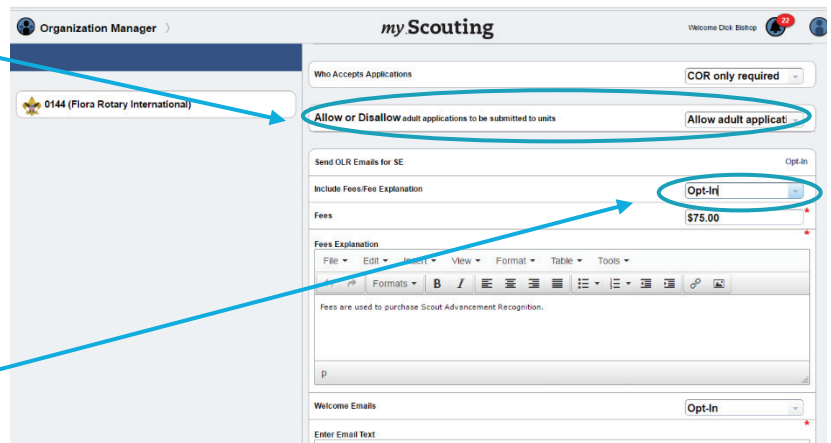 Organization Manager
my.Scouting
Welcome Dick Bishop
22
0144 (Flora Rotary International)
Who Accepts Applications
COR only required
Allow or Disallow adult applications to be submitted to units
Allow adult applicati
Send OLR Emails for SE
Opt-In
Include Fees/Fee Explanation
Opt-In
Fees
$75.00
*
Fees Explanation
*
File Edit Insert View Format Table Tools
Formats B I
Fees are used to purchase Scout Advancement Recognition.
p
Welcome Emails
Opt-In
Enter Email Text
*